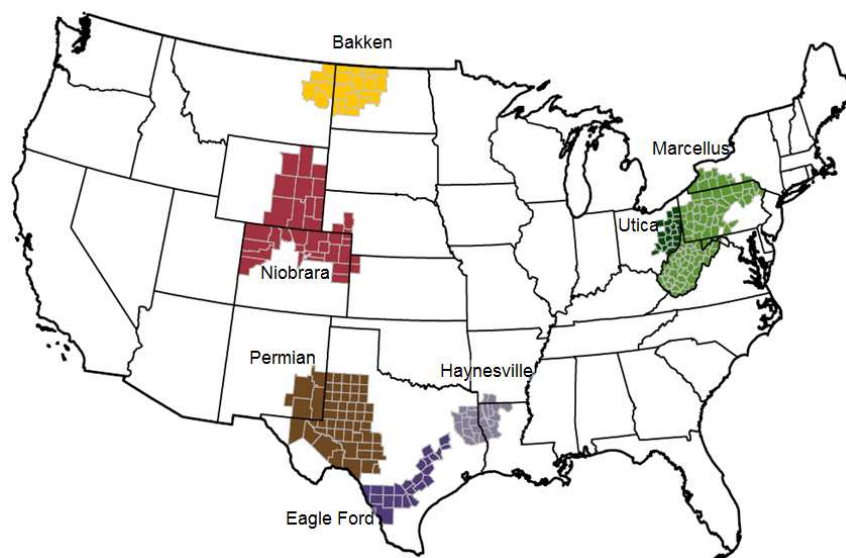 Bakken
Marcellus
Utica
Niobrara
Permian
Haynesville
Eagle Ford